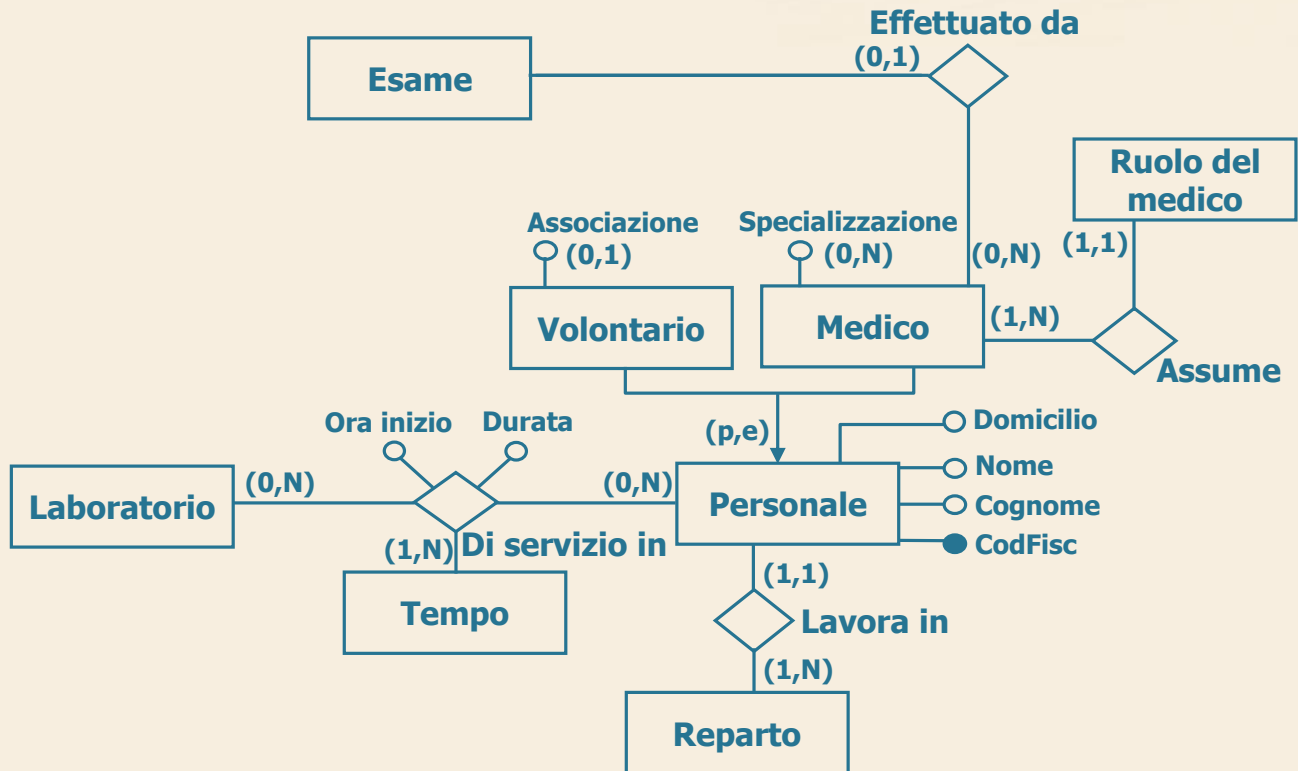 Effettuato da
(0,1)
Esame
Ruolo del
medico
Associazione
(0,1)
Specializzazione
(0,N)
(0,N)
(1,1)
Volontario
Medico
(1,N)
Assume
Ora inizio
Durata
(p,e)
Domicilio
Nome
Cognome
CodFisc
Laboratorio
(0,N)
(0,N)
Personale
(1,N)
Di servizio in
Tempo
(1,1)
Lavora in
(1,N)
Reparto